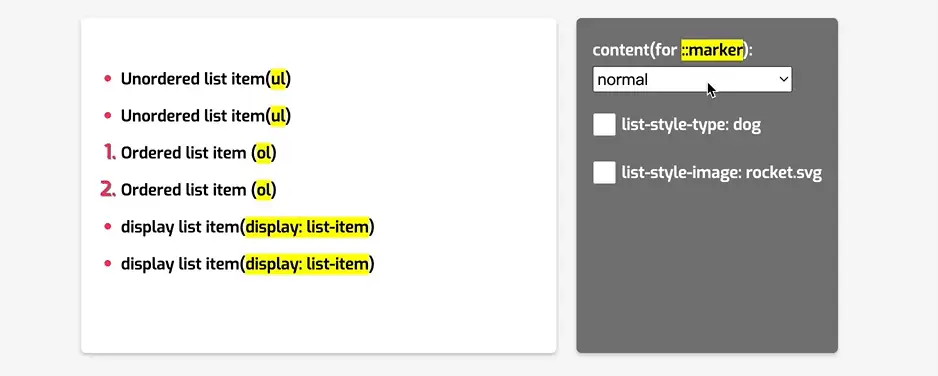 • Unordered list item(ul)
• Unordered list item(ul)
1. Ordered list item (ol)
2. Ordered list item (ol)
• display list item(display: list-item)
• display list item(display: list-item)
content(for ::marker):
normal
list-style-type: dog
list-style-image: rocket.svg